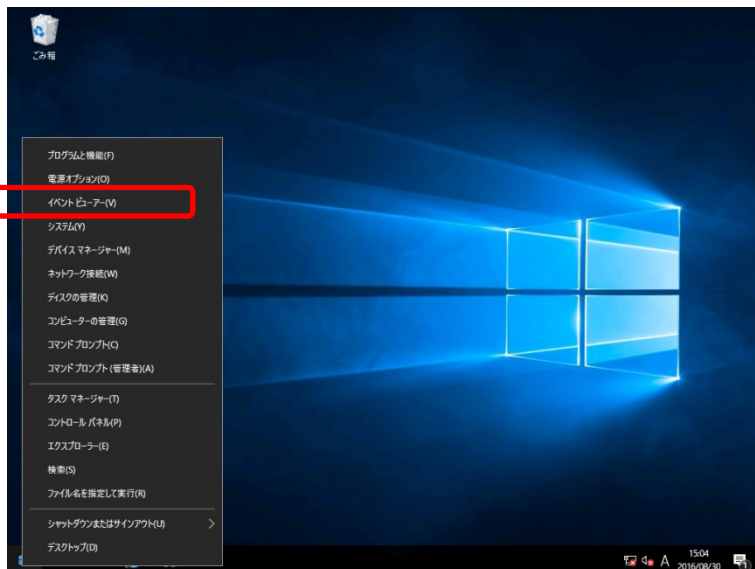 ごみ箱
プログラムと機能(F)
電源オプション(O)
イベント ビューアー(V)
システム(Y)
デバイス マネージャー(M)
ネットワーク接続(W)
ディスクの管理(K)
コンピューターの管理(G)
コマンド プロンプト(C)
コマンド プロンプト (管理者)(A)
タスク マネージャー(T)
コントロール パネル(P)
エクスプローラー(E)
検索(S)
ファイル名を指定して実行(R)
シャットダウンまたはサインアウト(U)
デスクトップ(D)
A
15:04
2016/08/30